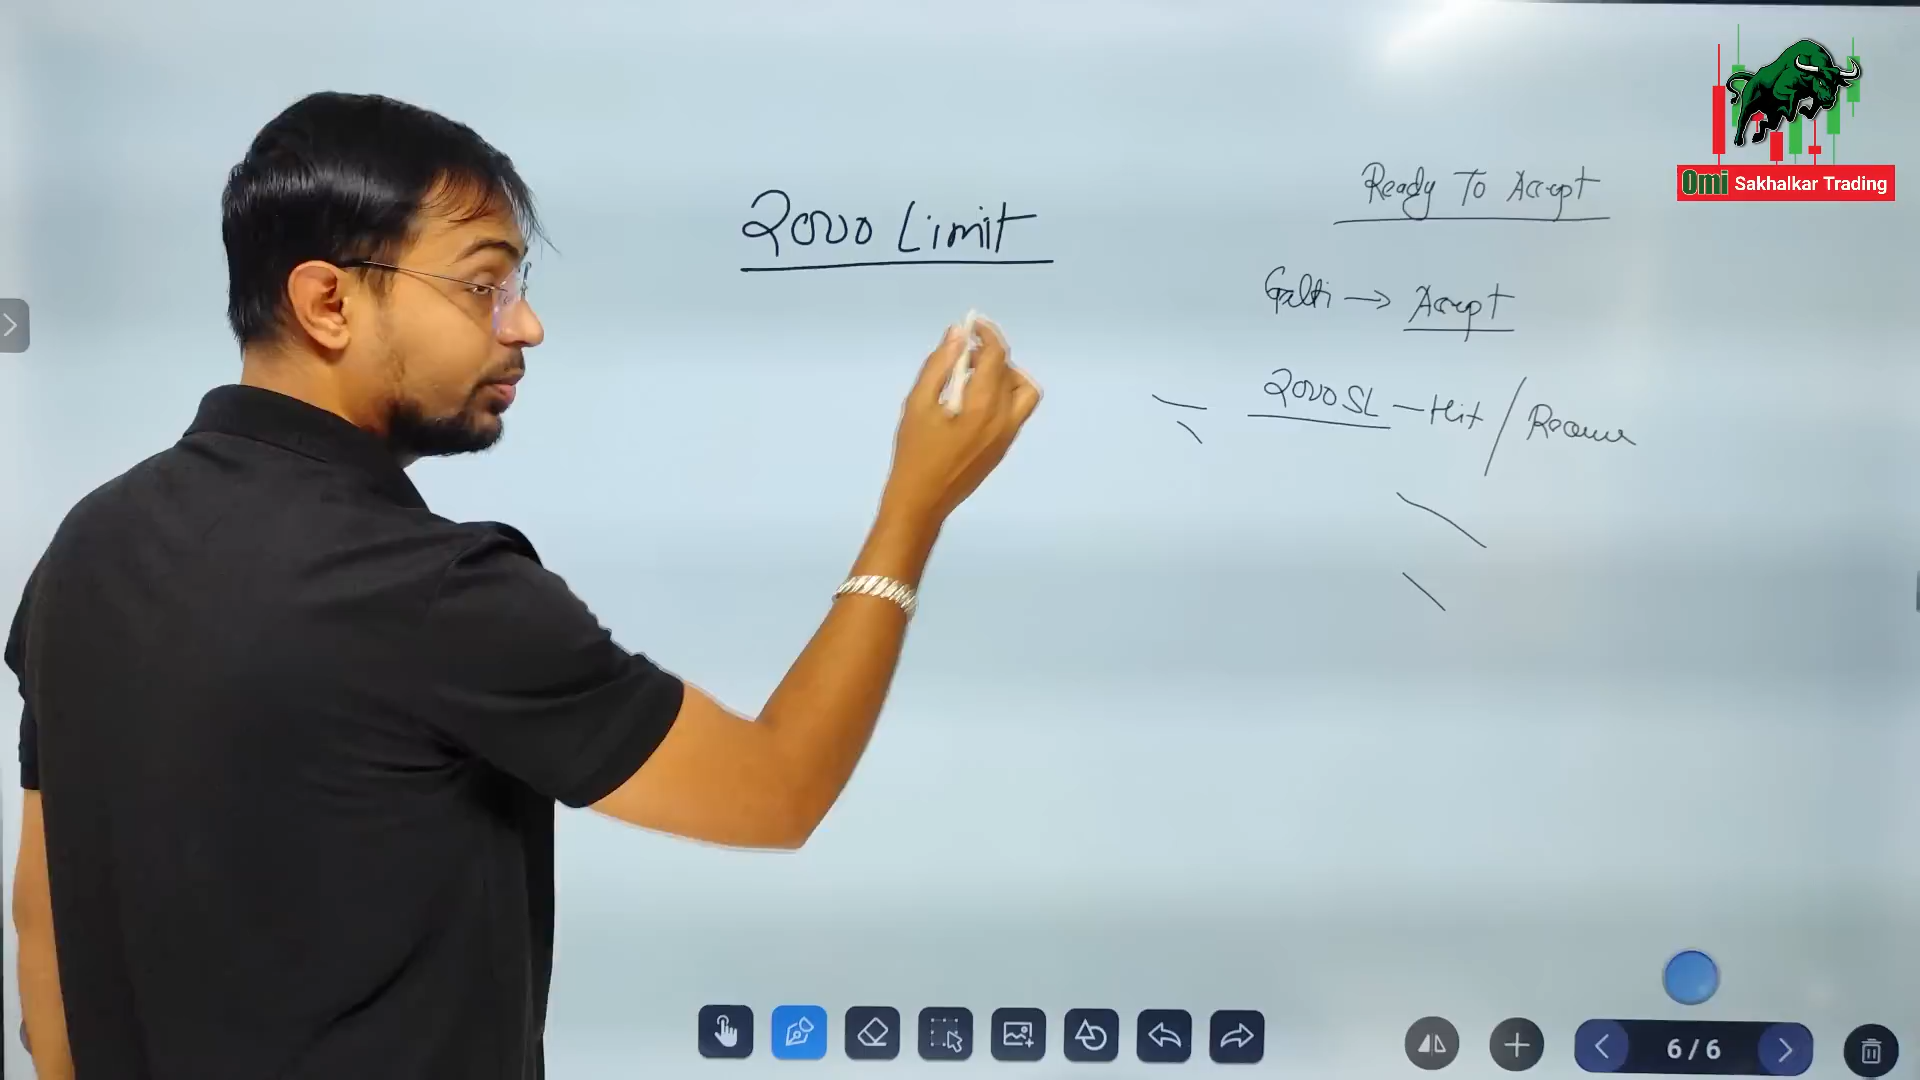 Omi Sakhalkar Trading
2000 Limit
Ready To Accept
Galti → Accept
2000 SL - Hit /
6 / 6